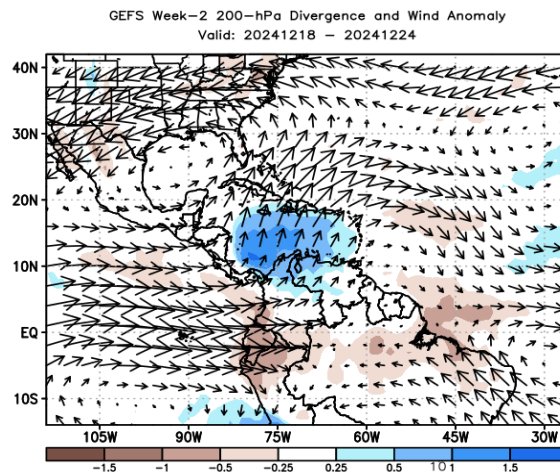 GEFS Week-2 200-hPa Divergence and Wind Anomaly
Valid: 20241218 - 20241224
40N
30N
20N
10N
EQ
10S
105W 90W 75W 60W 45W 30W
-1.5 -1 -0.5 -0.25 0.25 0.5 1 1.5
10